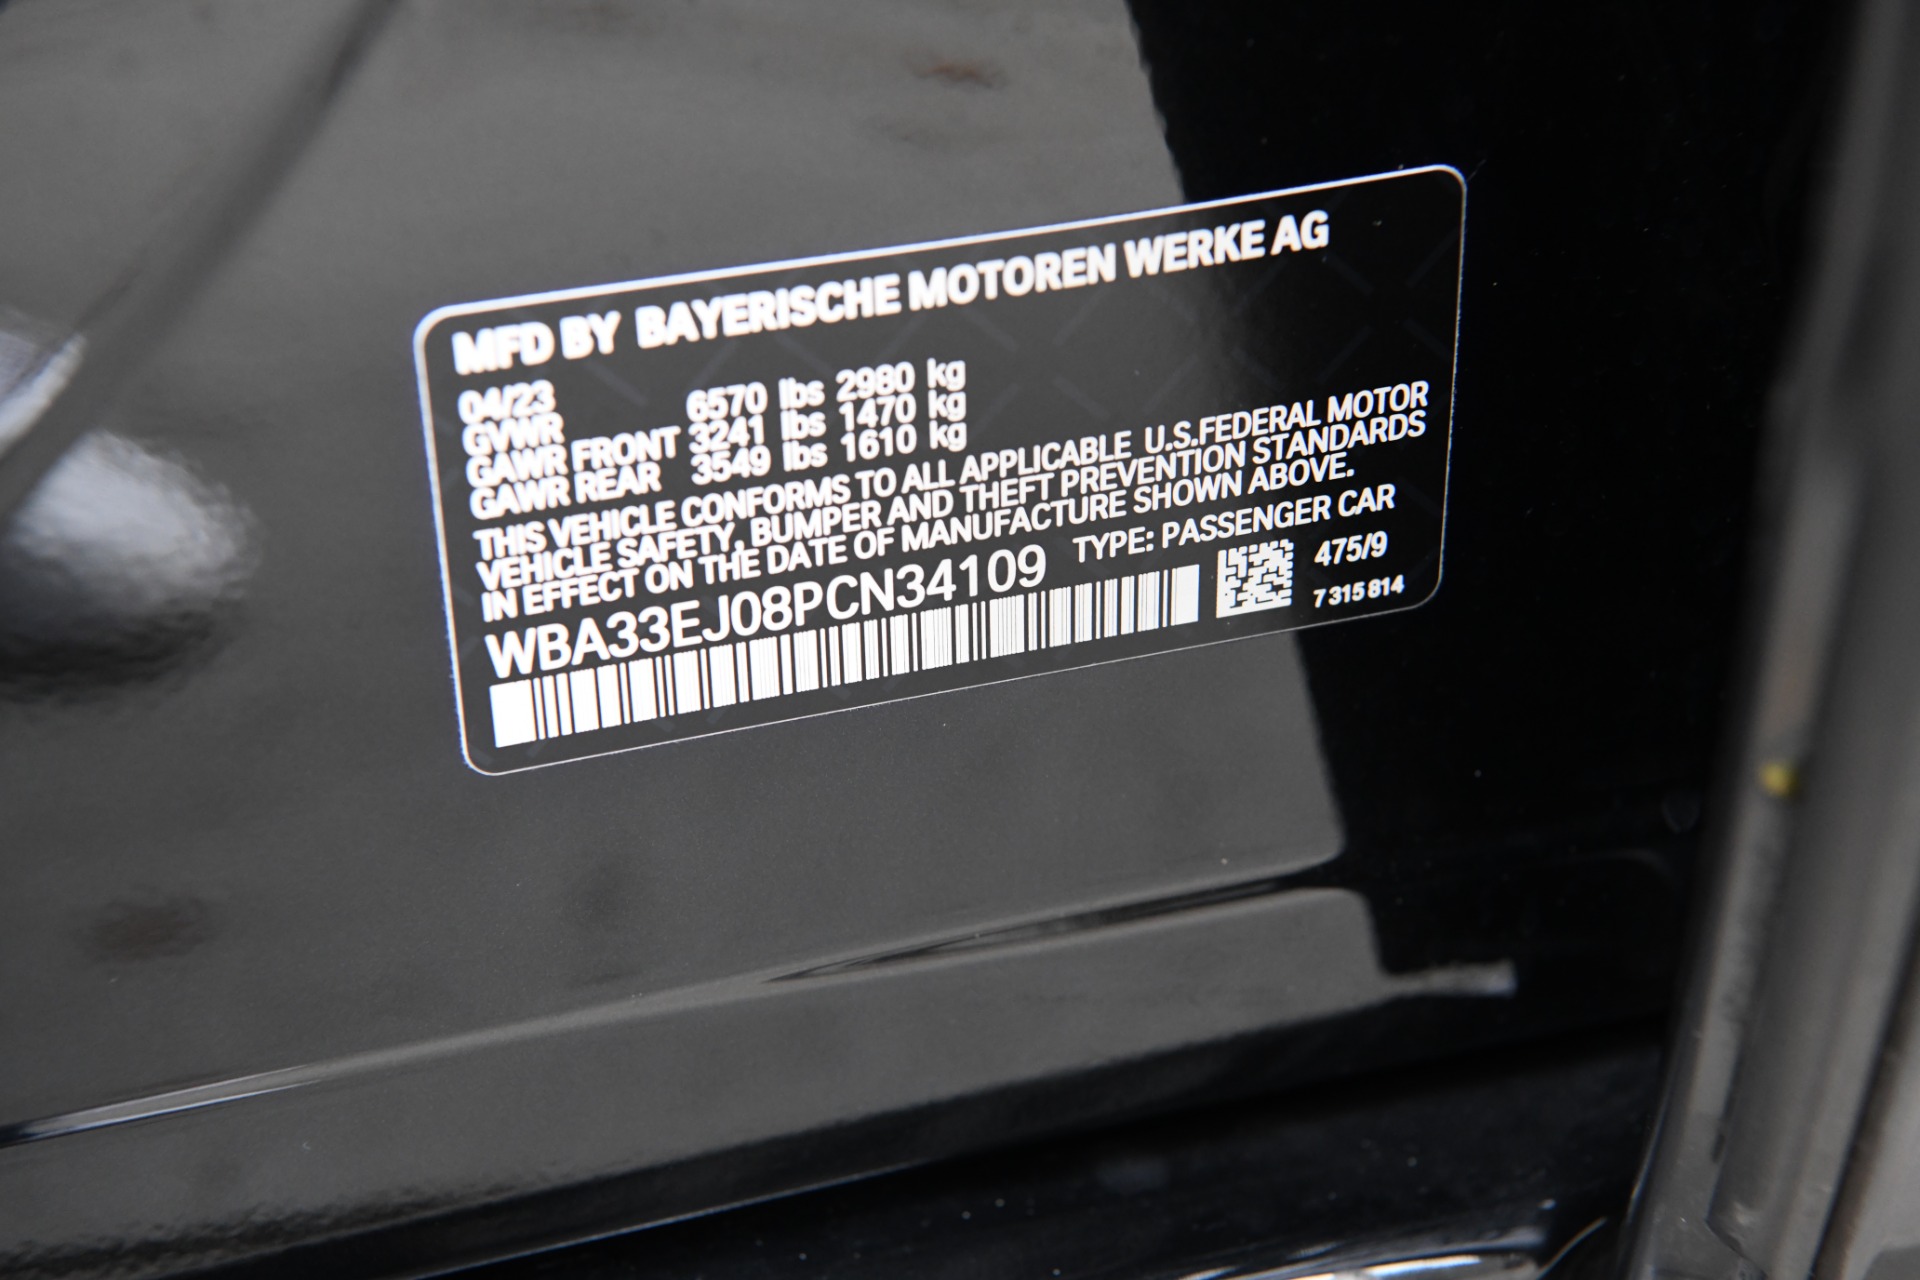 MFD BY BAYERISCHE MOTOREN WERKE AG
04/23
GVWR 6570 lbs 2980 kg
GAWR FRONT 3241 lbs 1470 kg
GAWR REAR 3549 lbs 1610 kg
THIS VEHICLE CONFORMS TO ALL APPLICABLE U.S.FEDERAL MOTOR
VEHICLE SAFETY, BUMPER AND THEFT PREVENTION STANDARDS
IN EFFECT ON THE DATE OF MANUFACTURE SHOWN ABOVE.
WBA33EJ08PCN34109 TYPE: PASSENGER CAR
475/9
7 315 814